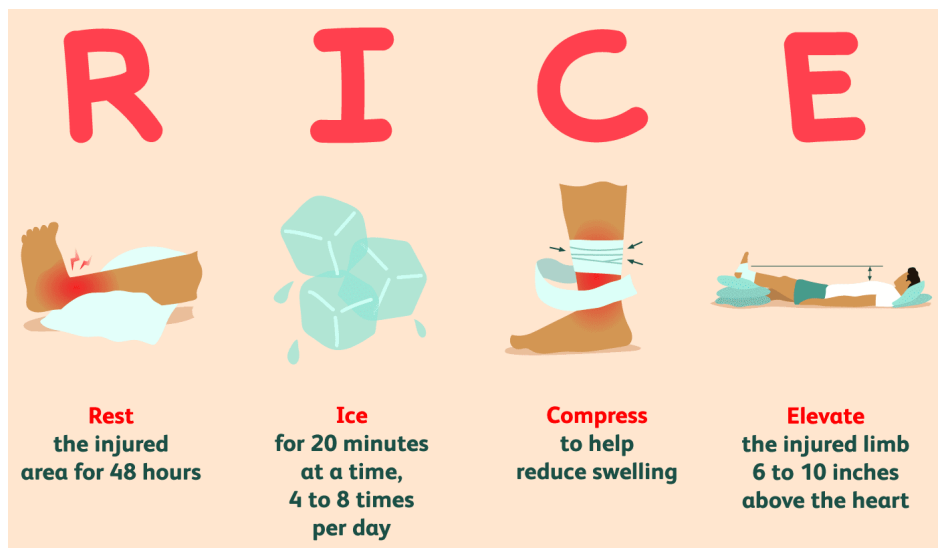 R I C E
Rest
the injured
area for 48 hours
Ice
for 20 minutes
at a time,
4 to 8 times
per day
Compress
to help
reduce swelling
Elevate
the injured limb
6 to 10 inches
above the heart